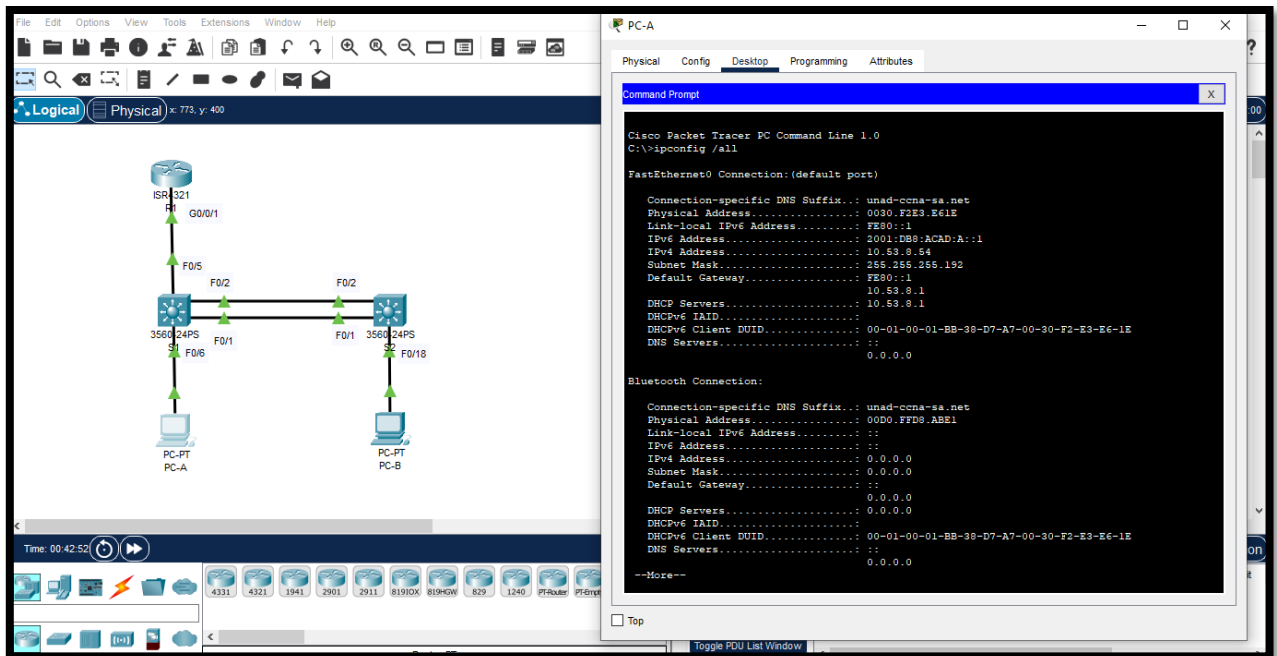 File Edit Options View Tools Extensions Window Help
Logical Physical x: 773, y: 400
ISR4321
R1
G0/0/1
F0/5
F0/2
F0/2
3560-24PS
S1
F0/1
F0/6
F0/1
3560-24PS
S2
F0/18
PC-PT
PC-A
PC-PT
PC-B
Time: 00:42:52
4331 4321 1941 2901 2911 819IOX 819HGW 829 1240 PT-Router PT-Empt
PC-A
Physical Config Desktop Programming Attributes
Command Prompt X
Cisco Packet Tracer PC Command Line 1.0
C:\>ipconfig /all
FastEthernet0 Connection:(default port)
Connection-specific DNS Suffix..: unad-ccna-sa.net
Physical Address................: 0030.F2E3.E61E
Link-local IPv6 Address.........: FE80::1
IPv6 Address....................: 2001:DB8:ACAD:A::1
IPv4 Address....................: 10.53.8.54
Subnet Mask.....................: 255.255.255.192
Default Gateway.................: FE80::1
10.53.8.1
DHCP Servers....................: 10.53.8.1
DHCPv6 IAID.....................:
DHCPv6 Client DUID..............: 00-01-00-01-BB-38-D7-A7-00-30-F2-E3-E6-1E
DNS Servers.....................: ::
0.0.0.0
Bluetooth Connection:
Connection-specific DNS Suffix..: unad-ccna-sa.net
Physical Address................: 00D0.FFD8.ABE1
Link-local IPv6 Address.........: ::
IPv6 Address....................: ::
IPv4 Address....................: 0.0.0.0
Subnet Mask.....................: 0.0.0.0
Default Gateway.................: ::
0.0.0.0
DHCP Servers....................: 0.0.0.0
DHCPv6 IAID.....................:
DHCPv6 Client DUID..............: 00-01-00-01-BB-38-D7-A7-00-30-F2-E3-E6-1E
DNS Servers.....................: ::
0.0.0.0
--More--
Top
Toggle PDU List Window
?
:00
on